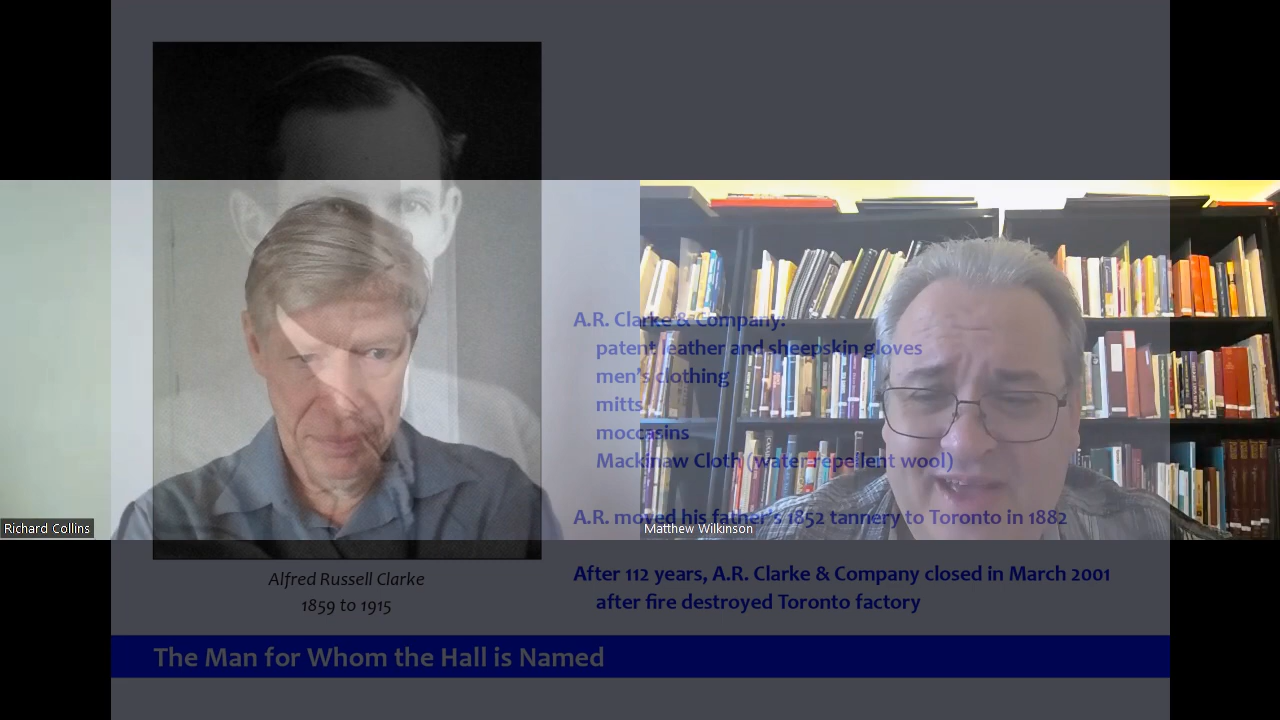 A.R. Clarke & Company:
patent leather and sheepskin gloves
men's clothing
mitts
moccasins
Mackinaw Cloth (water repellent wool)
A.R. moved his father's 1852 tannery to Toronto in 1882
Richard Collins
Matthew Wilkinson
After 112 years, A.R. Clarke & Company closed in March 2001
after fire destroyed Toronto factory
Alfred Russell Clarke
1859 to 1915
The Man for Whom the Hall is Named